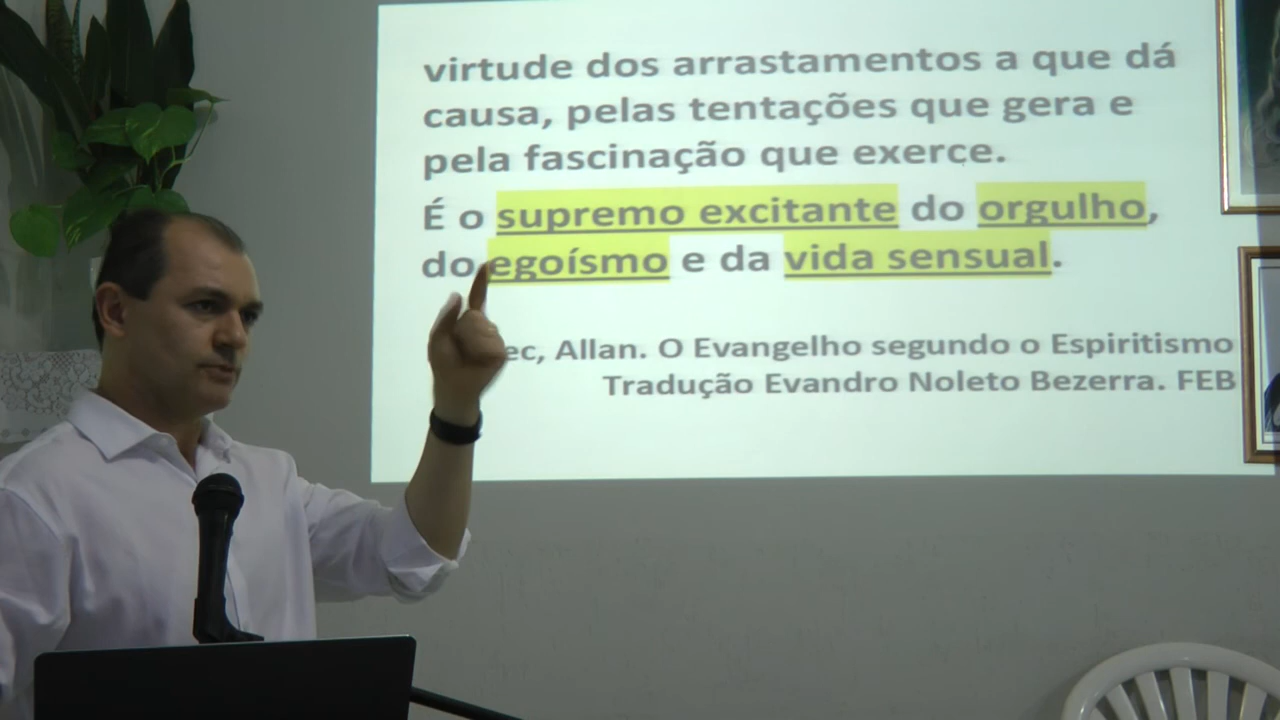 virtude dos arrastamentos a que dá
causa, pelas tentações que gera e
pela fascinação que exerce.
É o supremo excitante do orgulho,
do egoísmo e da vida sensual.
Allan. O Evangelho segundo o Espiritismo
Tradução Evandro Noleto Bezerra. FEB